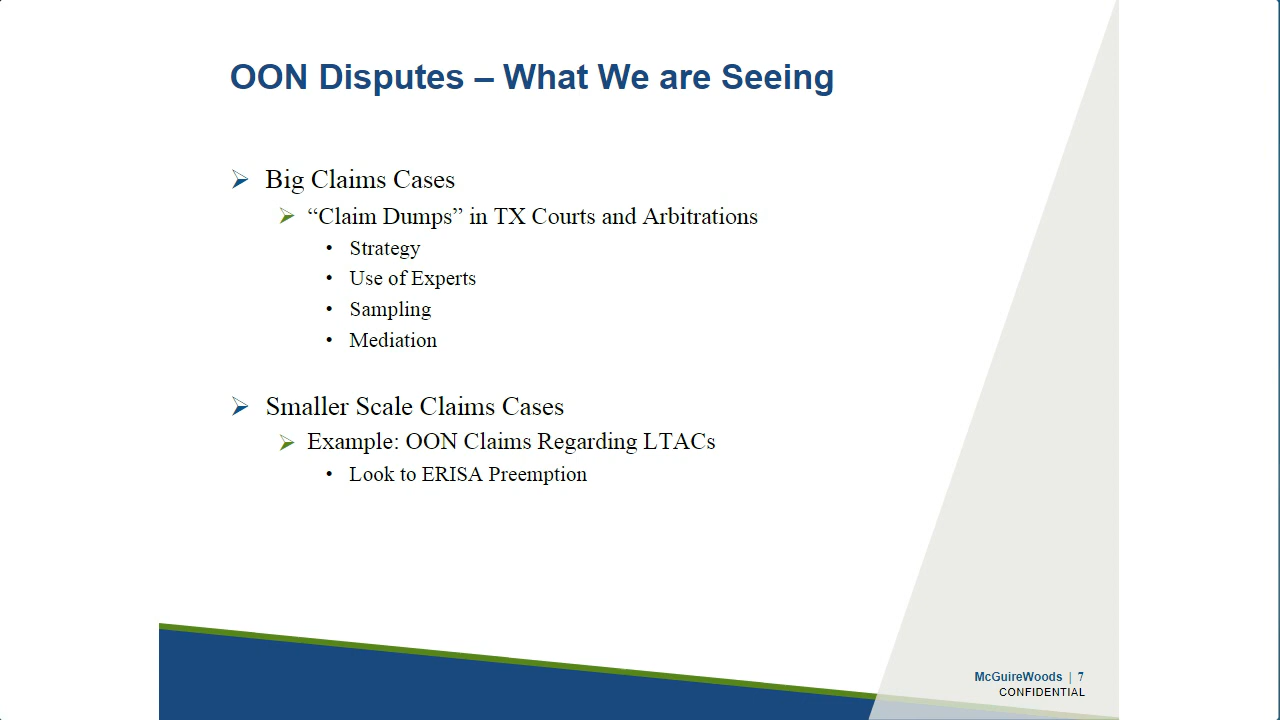 OON Disputes – What We are Seeing
Big Claims Cases
“Claim Dumps” in TX Courts and Arbitrations
• Strategy
• Use of Experts
• Sampling
• Mediation
Smaller Scale Claims Cases
Example: OON Claims Regarding LTACs
• Look to ERISA Preemption
McGuireWoods | 7
CONFIDENTIAL